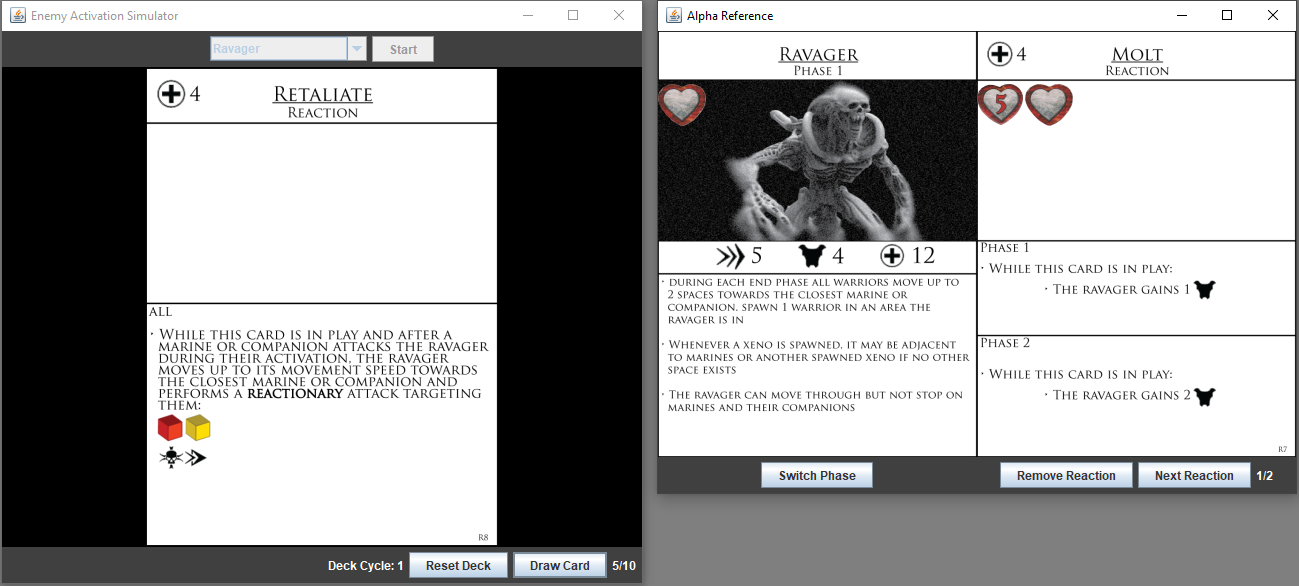 Enemy Activation Simulator
Ravager
Start
4
Retaliate
Reaction
All
· While this card is in play and after a
marine or companion attacks the Ravager
during their activation, the Ravager
moves up to its movement speed towards
the closest marine or companion and
performs a reactionary attack targeting
them:
R8
Deck Cycle: 1
Reset Deck
Draw Card
5/10
Alpha Reference
Ravager
Phase 1
5
4
12
· During each end phase all warriors move up to
2 spaces towards the closest marine or
companion. Spawn 1 warrior in an area the
Ravager is in
· Whenever a xeno is spawned, it may be adjacent
to marines or another spawned xeno if no other
space exists
· The Ravager can move through but not stop on
marines and their companions
4
Molt
Reaction
5
Phase 1
· While this card is in play:
· The Ravager gains 1
Phase 2
· While this card is in play:
· The Ravager gains 2
R7
Switch Phase
Remove Reaction
Next Reaction
1/2